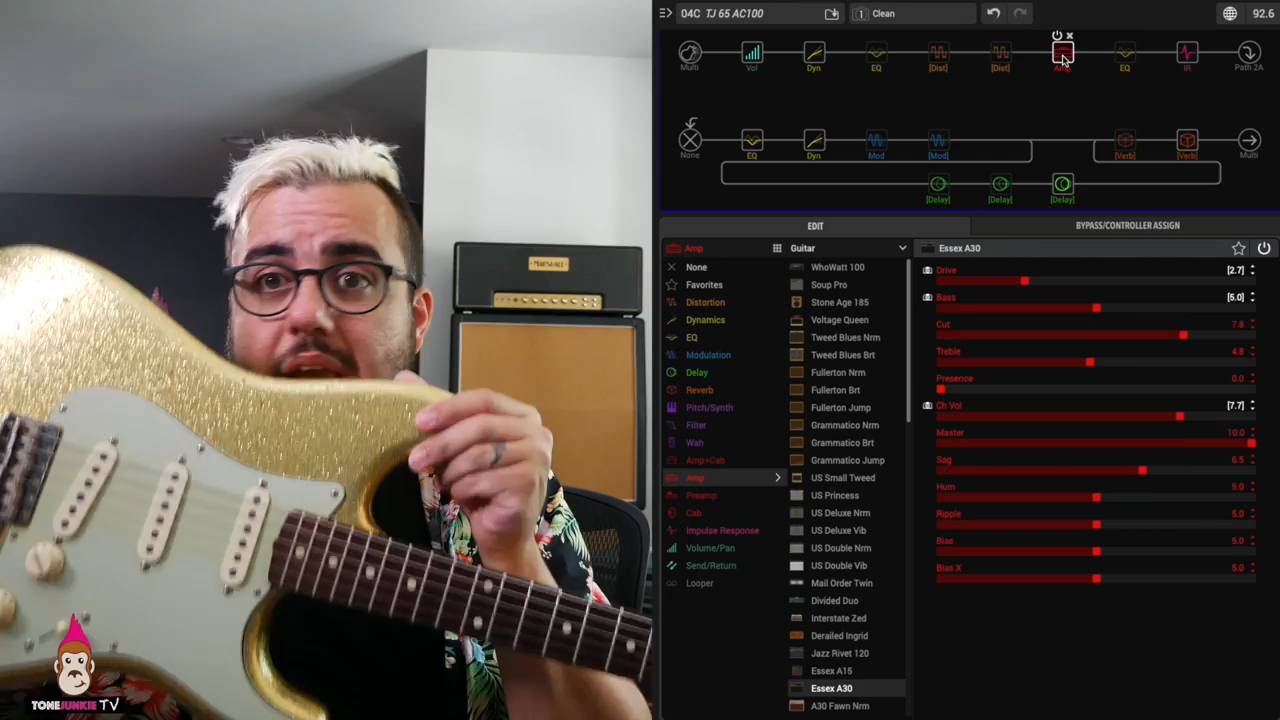 04C TJ 65 AC100
1 Clean
92.6
Multi
Vol
Dyn
EQ
[Dist]
[Dist]
Amp
EQ
IR
Path 2A
None
EQ
Dyn
Mod
[Mod]
[Verb]
[Verb]
Multi
[Delay]
[Delay]
[Delay]
EDIT
BYPASS/CONTROLLER ASSIGN
Amp
None
Favorites
Distortion
Dynamics
EQ
Modulation
Delay
Reverb
Pitch/Synth
Filter
Wah
Amp+Cab
Amp
Preamp
Cab
Impulse Response
Volume/Pan
Send/Return
Looper
Guitar
WhoWatt 100
Soup Pro
Stone Age 185
Voltage Queen
Tweed Blues Nrm
Tweed Blues Brt
Fullerton Nrm
Fullerton Brt
Fullerton Jump
Grammatico Nrm
Grammatico Brt
Grammatico Jump
US Small Tweed
US Princess
US Deluxe Nrm
US Deluxe Vib
US Double Nrm
US Double Vib
Mail Order Twin
Divided Duo
Interstate Zed
Derailed Ingrid
Jazz Rivet 120
Essex A15
Essex A30
A30 Fawn Nrm
Essex A30
Drive [2.7]
Bass [5.0]
Cut 7.8
Treble 4.8
Presence 0.0
Ch Vol [7.7]
Master 10.0
Sag 6.5
Hum 5.0
Ripple 5.0
Bias 5.0
Bias X 5.0
MARSHALL
TONEJUNKIE TV